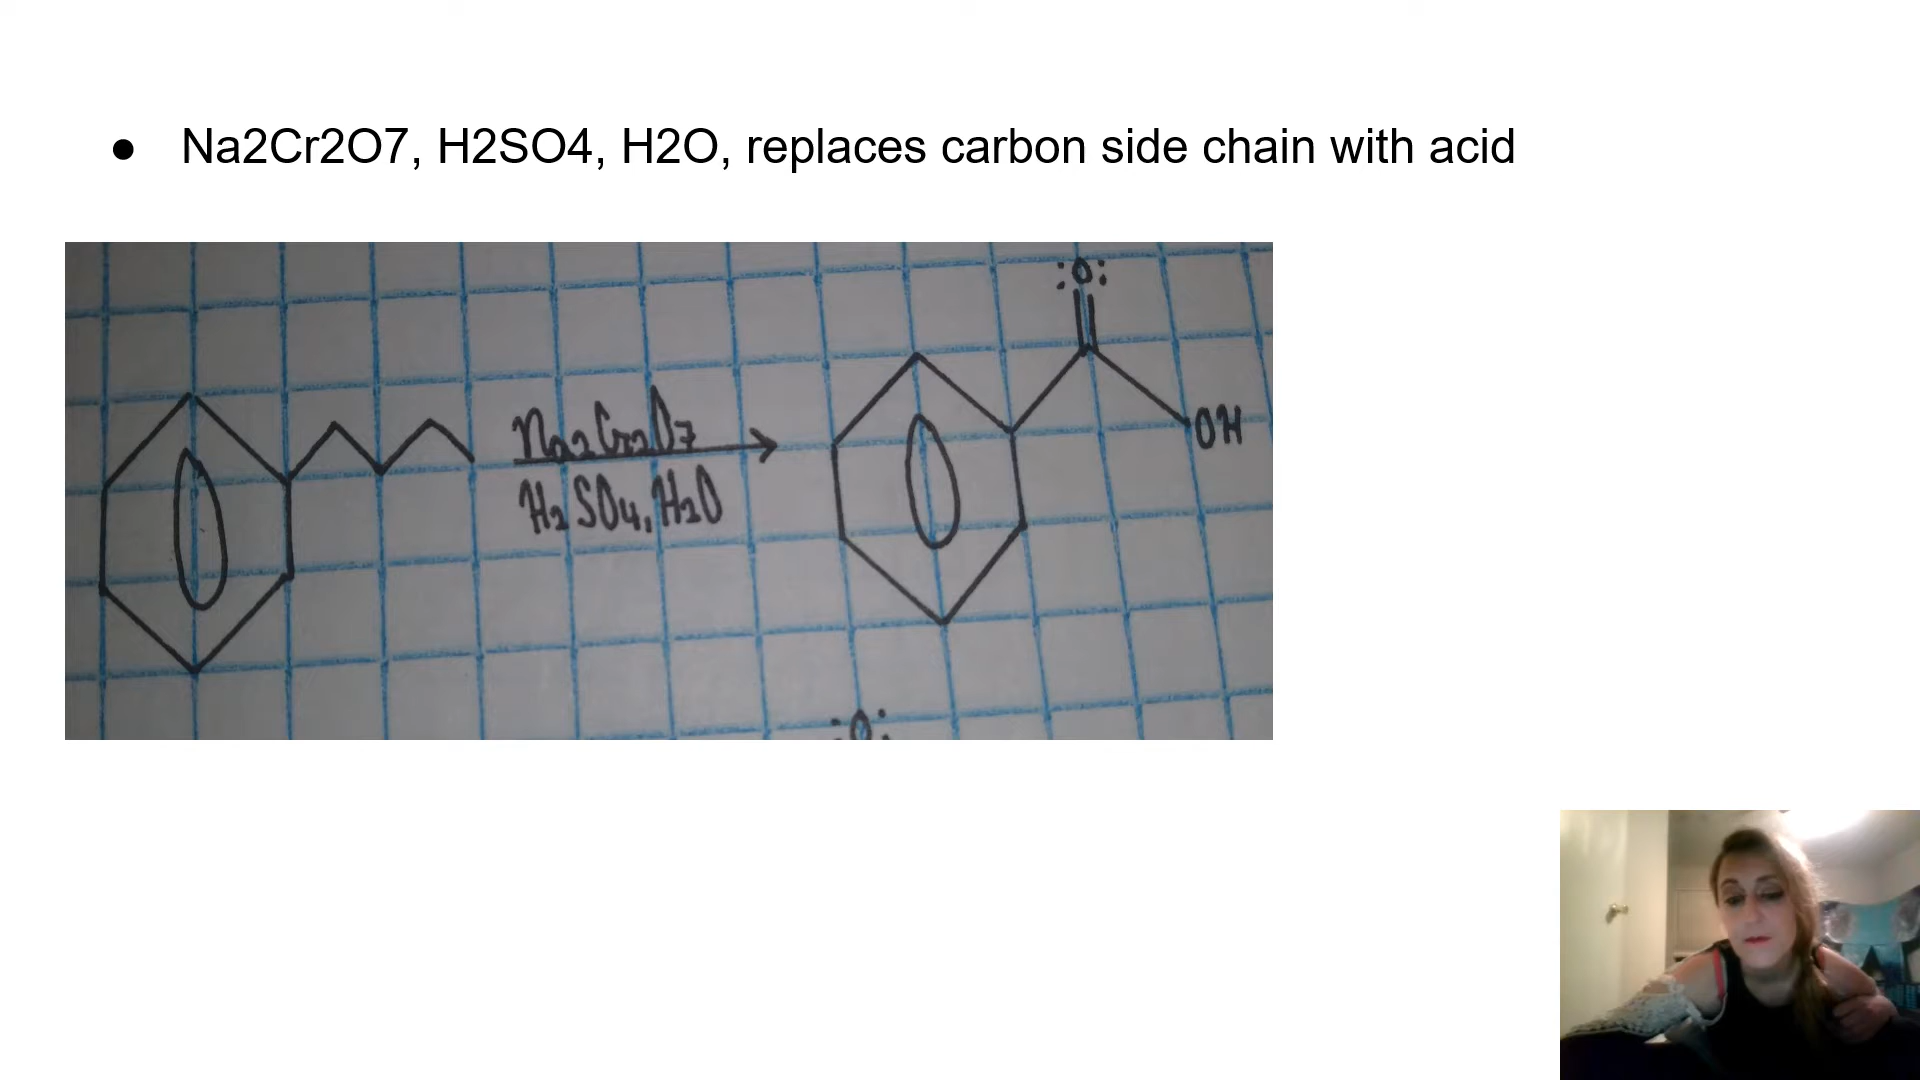 ● Na2Cr2O7, H2SO4, H2O, replaces carbon side chain with acid
:O:
Na2Cr2O7
H2SO4, H2O
OH
:O: